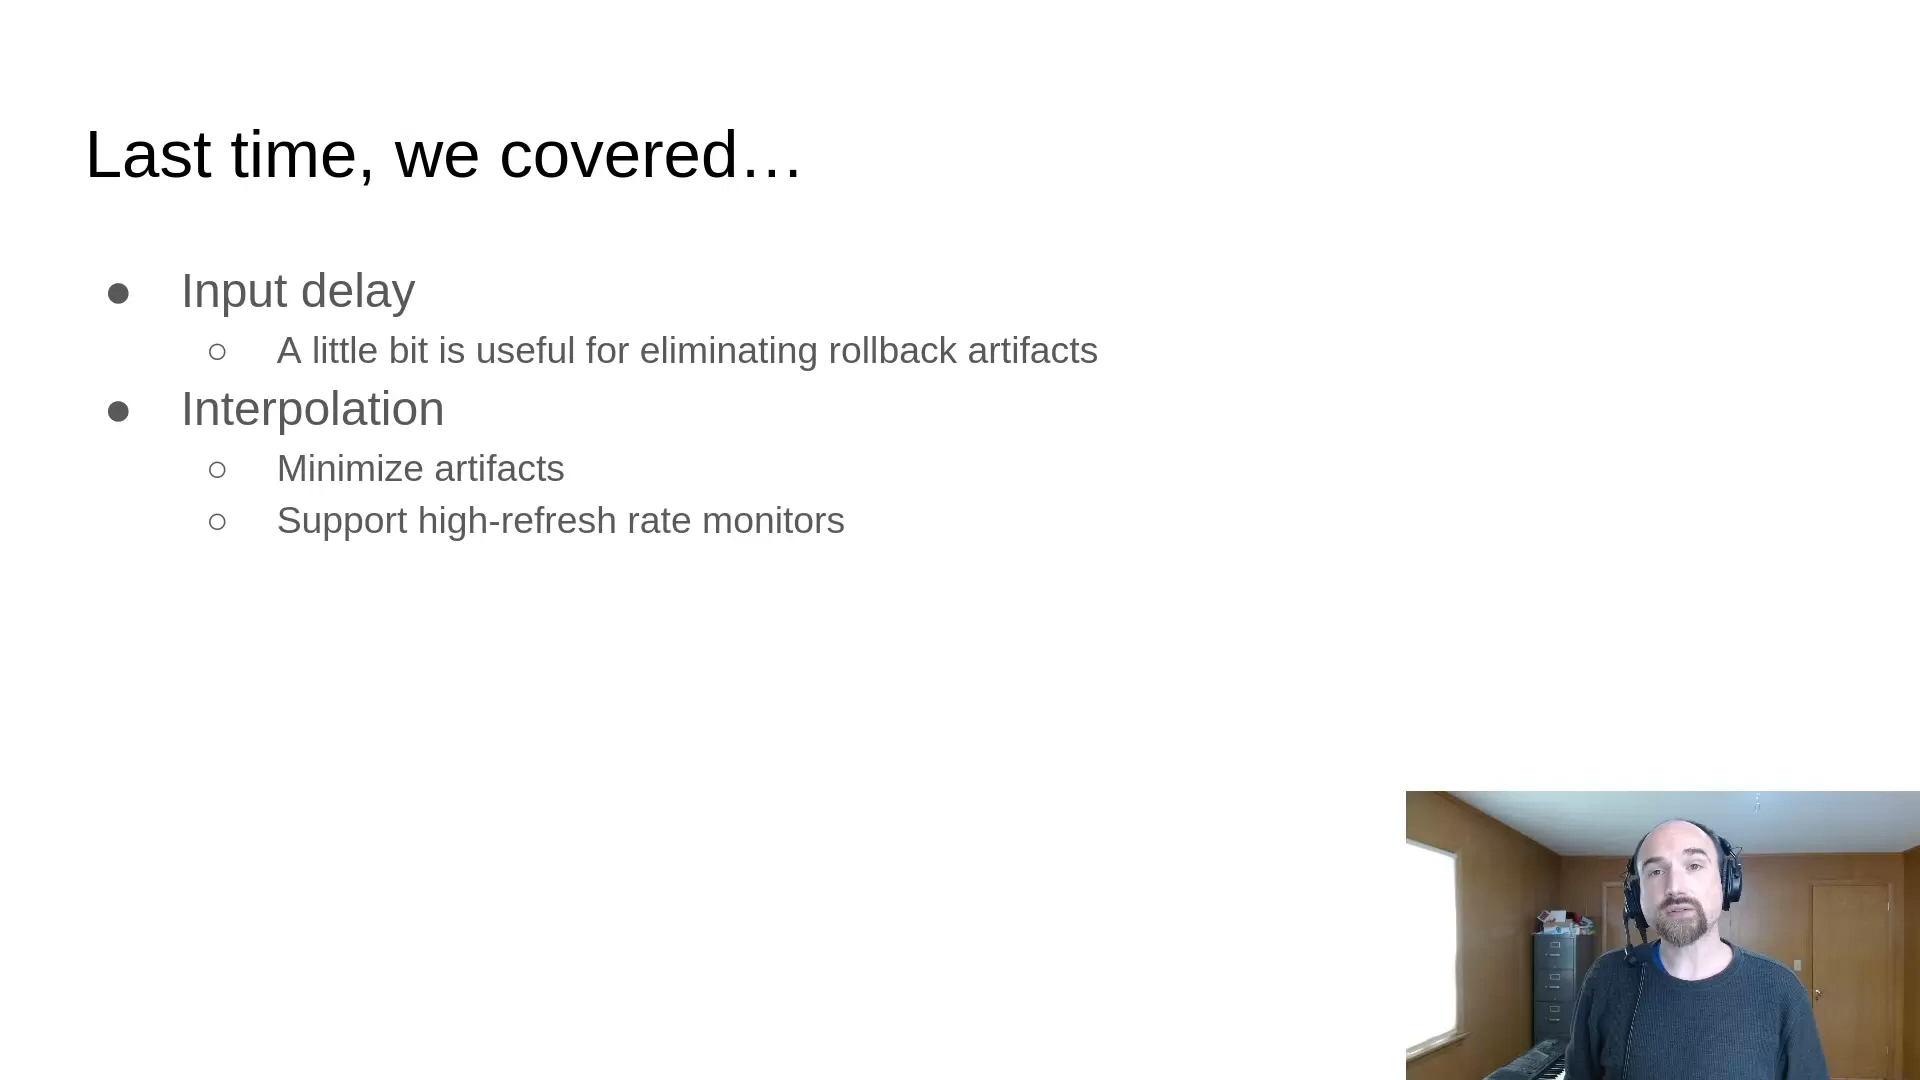 Last time, we covered…
● Input delay
○ A little bit is useful for eliminating rollback artifacts
● Interpolation
○ Minimize artifacts
○ Support high-refresh rate monitors